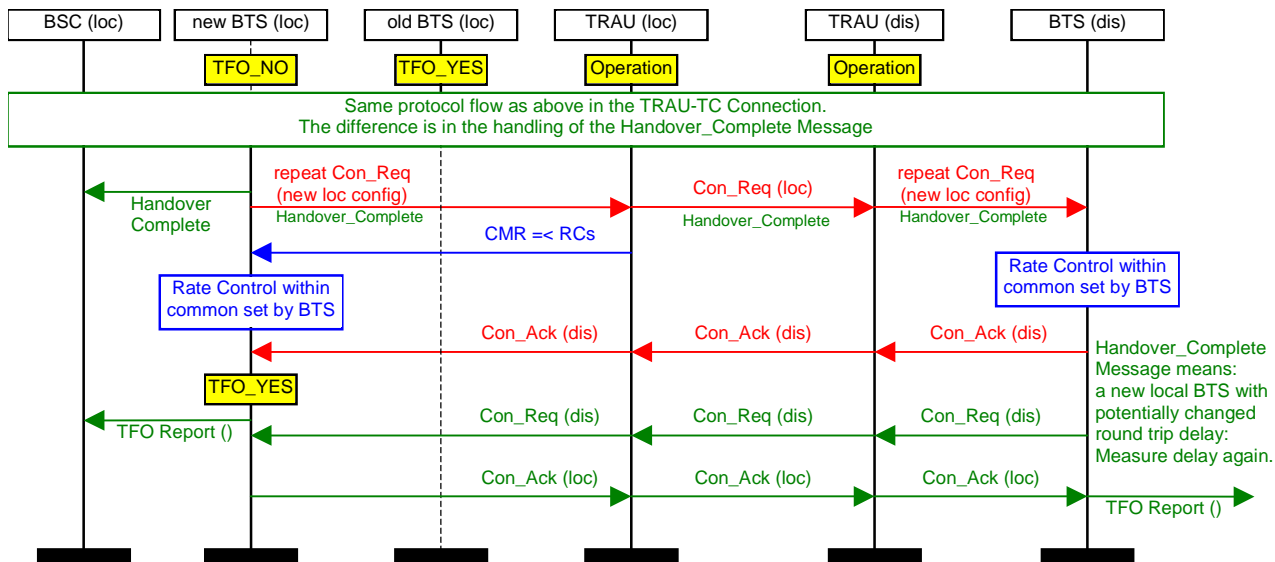 BSC (loc)
new BTS (loc)
old BTS (loc)
TRAU (loc)
TRAU (dis)
BTS (dis)
TFO_NO
TFO_YES
Operation
Operation
Same protocol flow as above in the TRAU-TC Connection.
The difference is in the handling of the Handover_Complete Message
Handover
Complete
repeat Con_Req
(new loc config)
Handover_Complete
Con_Req (loc)
Handover_Complete
repeat Con_Req
(new loc config)
Handover_Complete
CMR =< RCs
Rate Control within
common set by BTS
Rate Control within
common set by BTS
Con_Ack (dis)
Con_Ack (dis)
Con_Ack (dis)
Handover_Complete
Message means:
a new local BTS with
potentially changed
round trip delay:
Measure delay again.
TFO_YES
TFO Report ()
Con_Req (dis)
Con_Req (dis)
Con_Req (dis)
Con_Ack (loc)
Con_Ack (loc)
Con_Ack (loc)
TFO Report ()